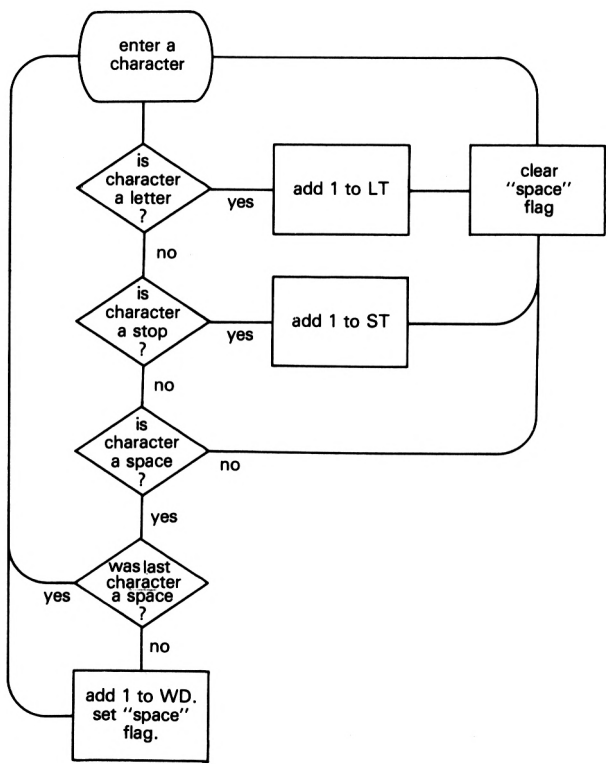 enter a
character
is
character
a letter
?
yes
add 1 to LT
clear
"space"
flag
no
is
character
a stop
?
yes
add 1 to ST
no
is
character
a space
?
no
yes
was last
character
a space
?
yes
no
add 1 to WD.
set "space"
flag.